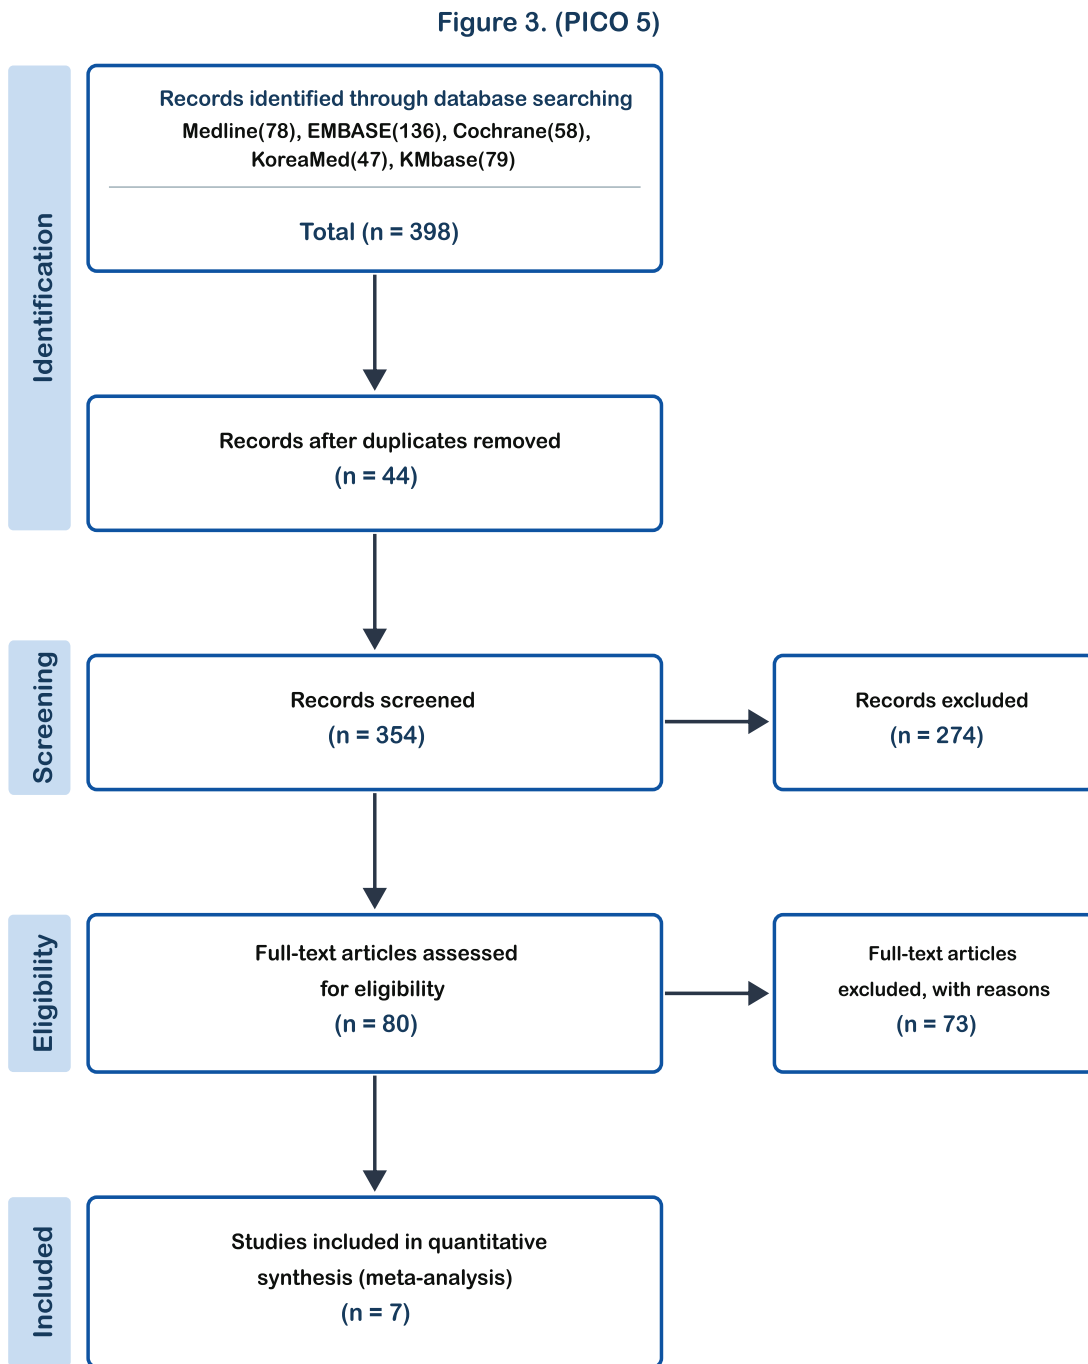 Figure 3. (PICO 5)
Identification
Records identified through database searching
Medline(78), EMBASE(136), Cochrane(58),
KoreaMed(47), KMbase(79)
Total (n = 398)
Records after duplicates removed
(n = 44)
Screening
Records screened
(n = 354)
Records excluded
(n = 274)
Eligibility
Full-text articles assessed
for eligibility
(n = 80)
Full-text articles
excluded, with reasons
(n = 73)
Included
Studies included in quantitative
synthesis (meta-analysis)
(n = 7)